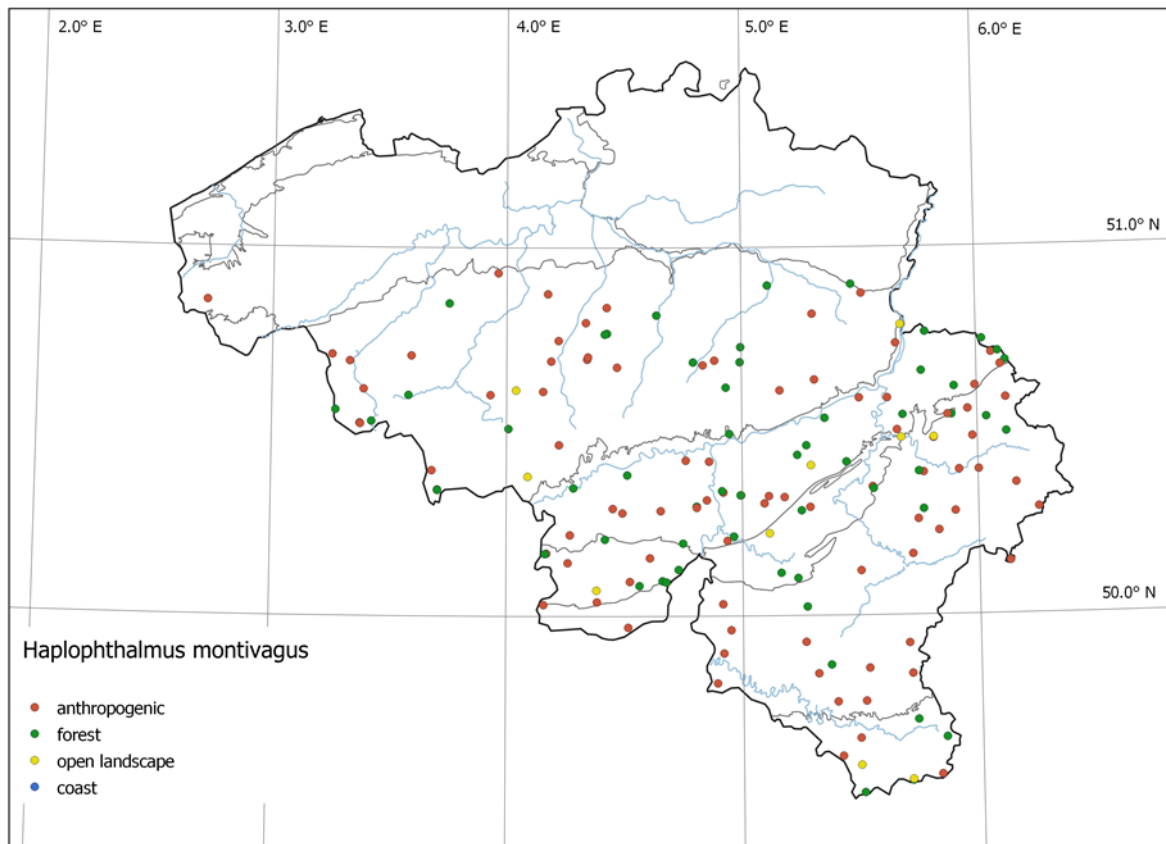 2.0° E
3.0° E
4.0° E
5.0° E
6.0° E
51.0° N
50.0° N
Haplophthalmus montivagus
anthropogenic
forest
open landscape
coast